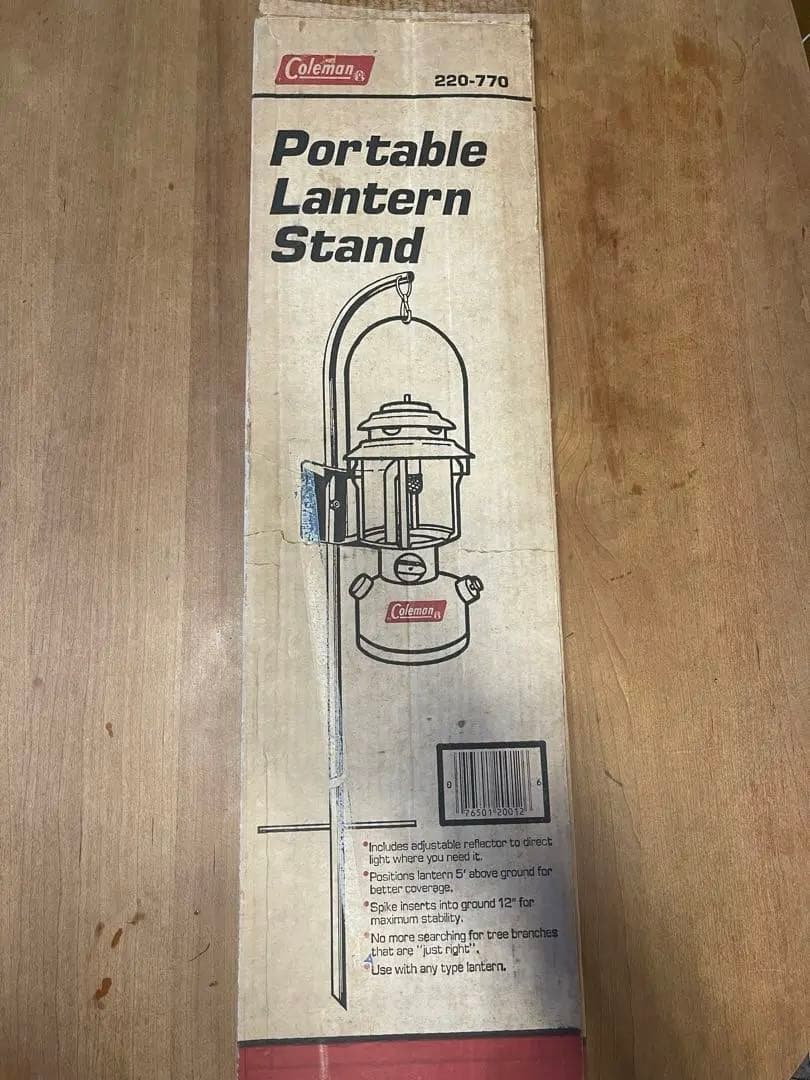 Coleman®
220-770
Portable
Lantern
Stand
Coleman®
0 76501 20012 6
•Includes adjustable reflector to direct
light where you need it.
•Positions lantern 5' above ground for
better coverage.
•Spike inserts into ground 12" for
maximum stability.
•No more searching for tree branches
that are "just right".
•Use with any type lantern.